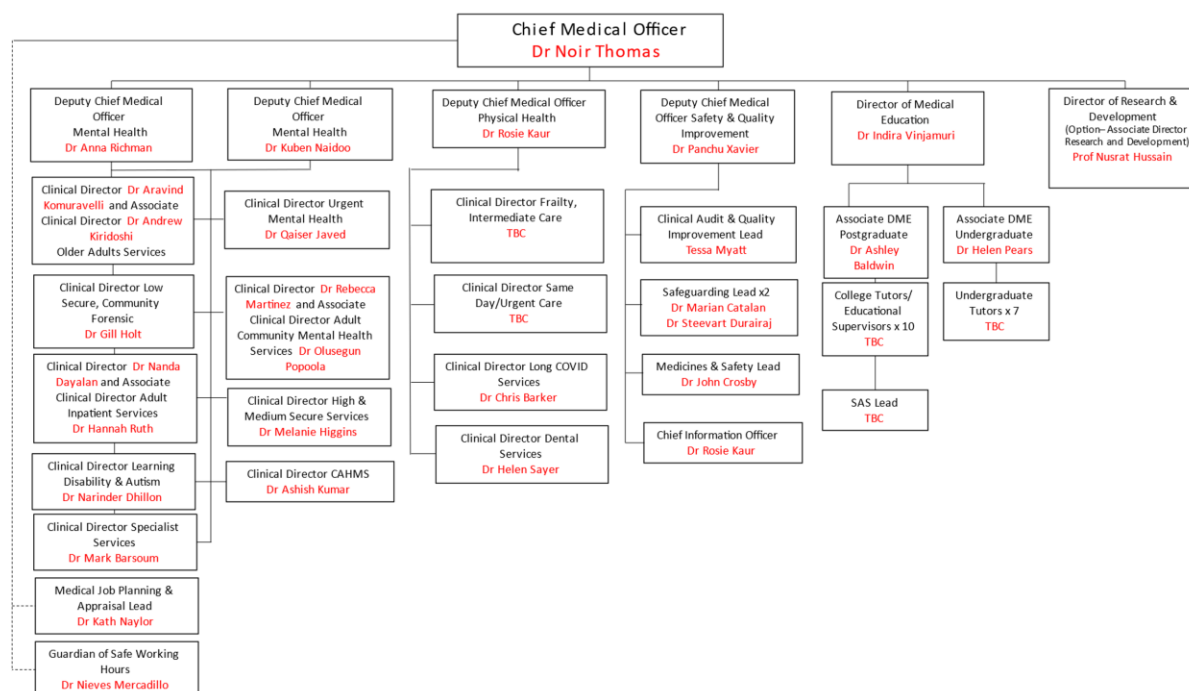 Chief Medical Officer
Dr Noir Thomas
Deputy Chief Medical
Officer
Mental Health
Dr Anna Richman
Deputy Chief Medical
Officer
Mental Health
Dr Kuben Naidoo
Deputy Chief Medical Officer
Physical Health
Dr Rosie Kaur
Deputy Chief Medical
Officer Safety & Quality
Improvement
Dr Panchu Xavier
Director of Medical
Education
Dr Indira Vinjamuri
Director of Research &
Development
(Option– Associate Director
Research and Development)
Prof Nusrat Hussain
Clinical Director Dr Aravind
Komuravelli and Associate
Clinical Director Dr Andrew
Kiridoshi
Older Adults Services
Clinical Director Low
Secure, Community
Forensic
Dr Gill Holt
Clinical Director Dr Nanda
Dayalan and Associate
Clinical Director Adult
Inpatient Services
Dr Hannah Ruth
Clinical Director Learning
Disability & Autism
Dr Narinder Dhillon
Clinical Director Specialist
Services
Dr Mark Barsoum
Medical Job Planning &
Appraisal Lead
Dr Kath Naylor
Guardian of Safe Working
Hours
Dr Nieves Mercadillo
Clinical Director Urgent
Mental Health
Dr Qaiser Javed
Clinical Director Dr Rebecca
Martinez and Associate
Clinical Director Adult
Community Mental Health
Services Dr Olusegun
Popoola
Clinical Director High &
Medium Secure Services
Dr Melanie Higgins
Clinical Director CAHMS
Dr Ashish Kumar
Clinical Director Frailty,
Intermediate Care
TBC
Clinical Director Same
Day/Urgent Care
TBC
Clinical Director Long COVID
Services
Dr Chris Barker
Clinical Director Dental
Services
Dr Helen Sayer
Clinical Audit & Quality
Improvement Lead
Tessa Myatt
Safeguarding Lead x2
Dr Marian Catalan
Dr Steevart Durairaj
Medicines & Safety Lead
Dr John Crosby
Chief Information Officer
Dr Rosie Kaur
Associate DME
Postgraduate
Dr Ashley
Baldwin
College Tutors/
Educational
Supervisors x 10
TBC
SAS Lead
TBC
Associate DME
Undergraduate
Dr Helen Pears
Undergraduate
Tutors x 7
TBC